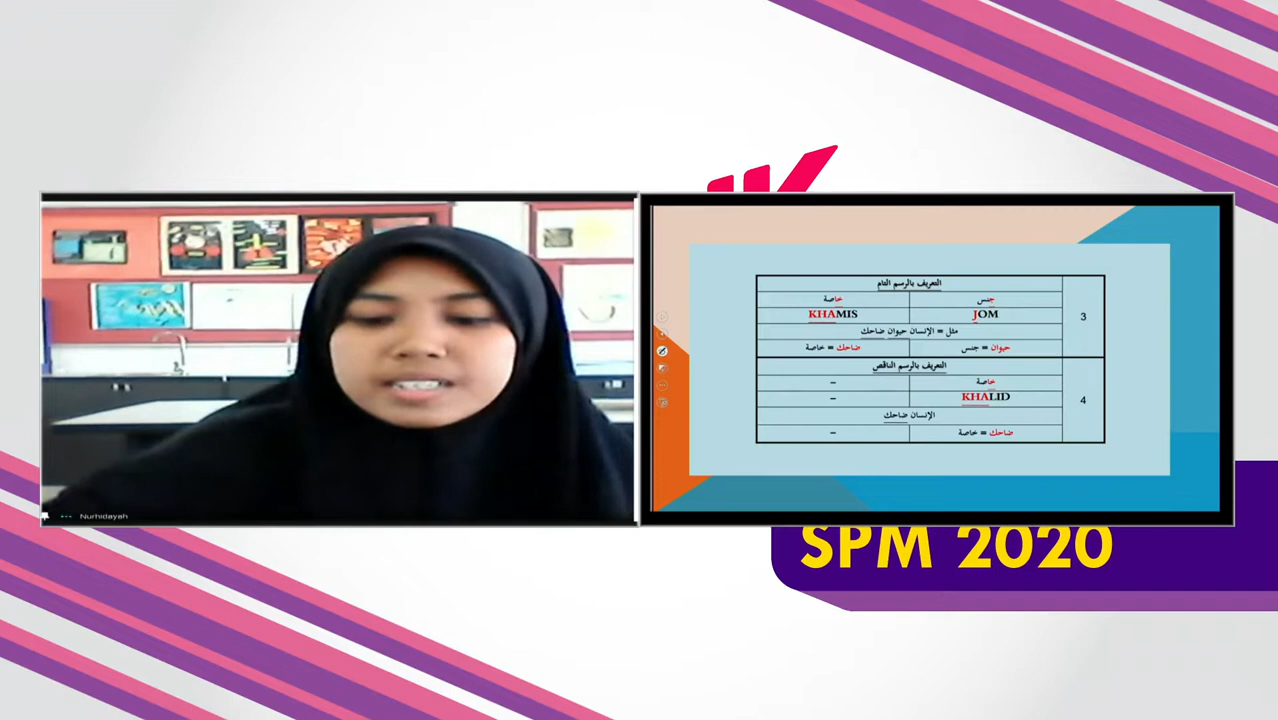 Nurhidayah
التعريف بالرسم التام
جنس خاصة
3
JOM KHAMIS
مثل = الإنسان حيوان ضاحك
حيوان = جنس ضاحك = خاصة
التعريف بالرسم الناقص
خاصة –
4
KHALID –
الإنسان ضاحك
ضاحك = خاصة –
SPM 2020